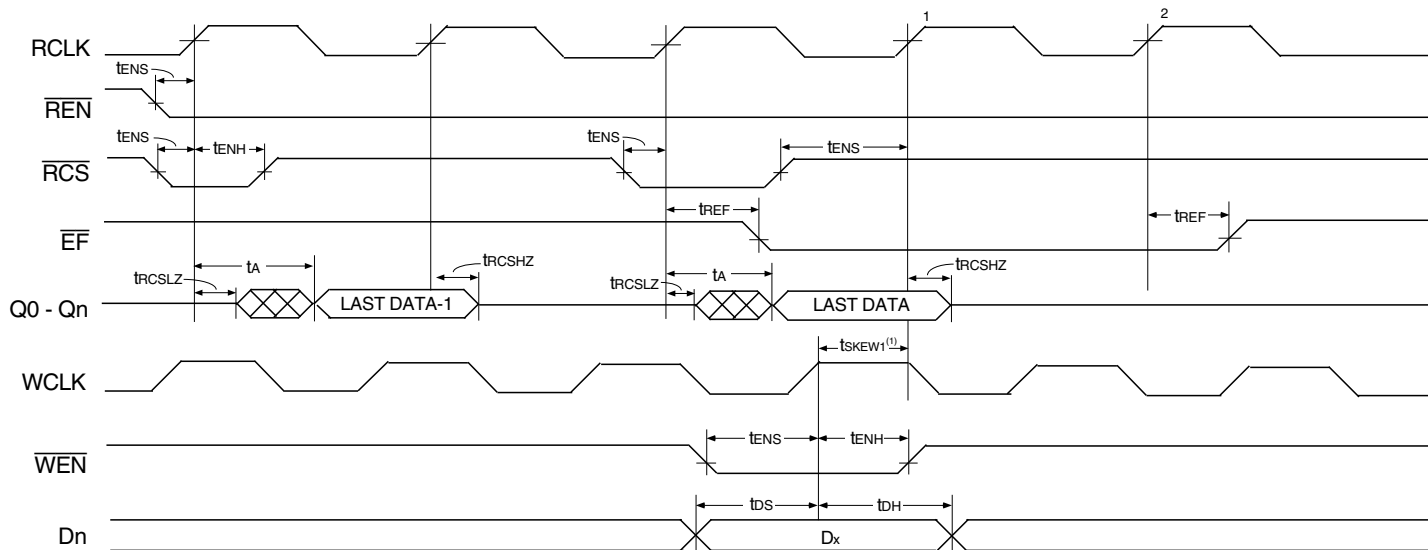 1 2
RCLK
tENS
REN
tENS tENH tENS tENS
RCS
tREF tREF
EF
tRCSLZ tA tRCSHZ tRCSLZ tA tRCSHZ
Q0 - Qn LAST DATA-1 LAST DATA
tSKEW1(1)
WCLK
tENS tENH
WEN
tDS tDH
Dn Dx